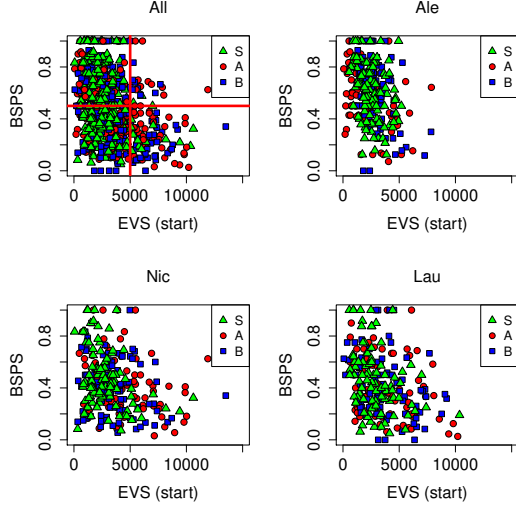 All
BSPS
0.0 0.4 0.8
S
A
B
0 5000 10000
EVS (start)
Ale
BSPS
0.0 0.4 0.8
S
A
B
0 5000 10000
EVS (start)
Nic
BSPS
0.0 0.4 0.8
S
A
B
0 5000 10000
EVS (start)
Lau
BSPS
0.0 0.4 0.8
S
A
B
0 5000 10000
EVS (start)